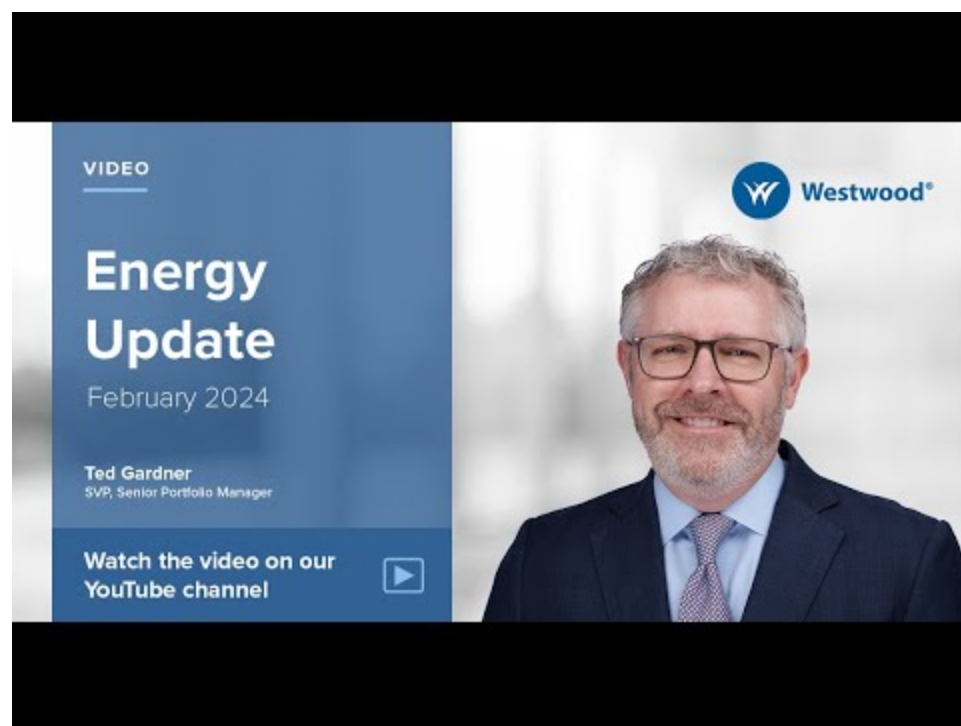 VIDEO
Westwood®
Energy
Update
February 2024
Ted Gardner
SVP, Senior Portfolio Manager
Watch the video on our
YouTube channel